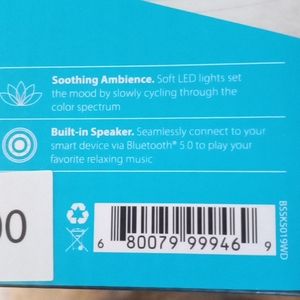 Soothing Ambience. Soft LED lights set
the mood by slowly cycling through the
color spectrum
Built-in Speaker. Seamlessly connect to your
smart device via Bluetooth® 5.0 to play your
favorite relaxing music
00
6 80079 99946 9
BSSKS019WD